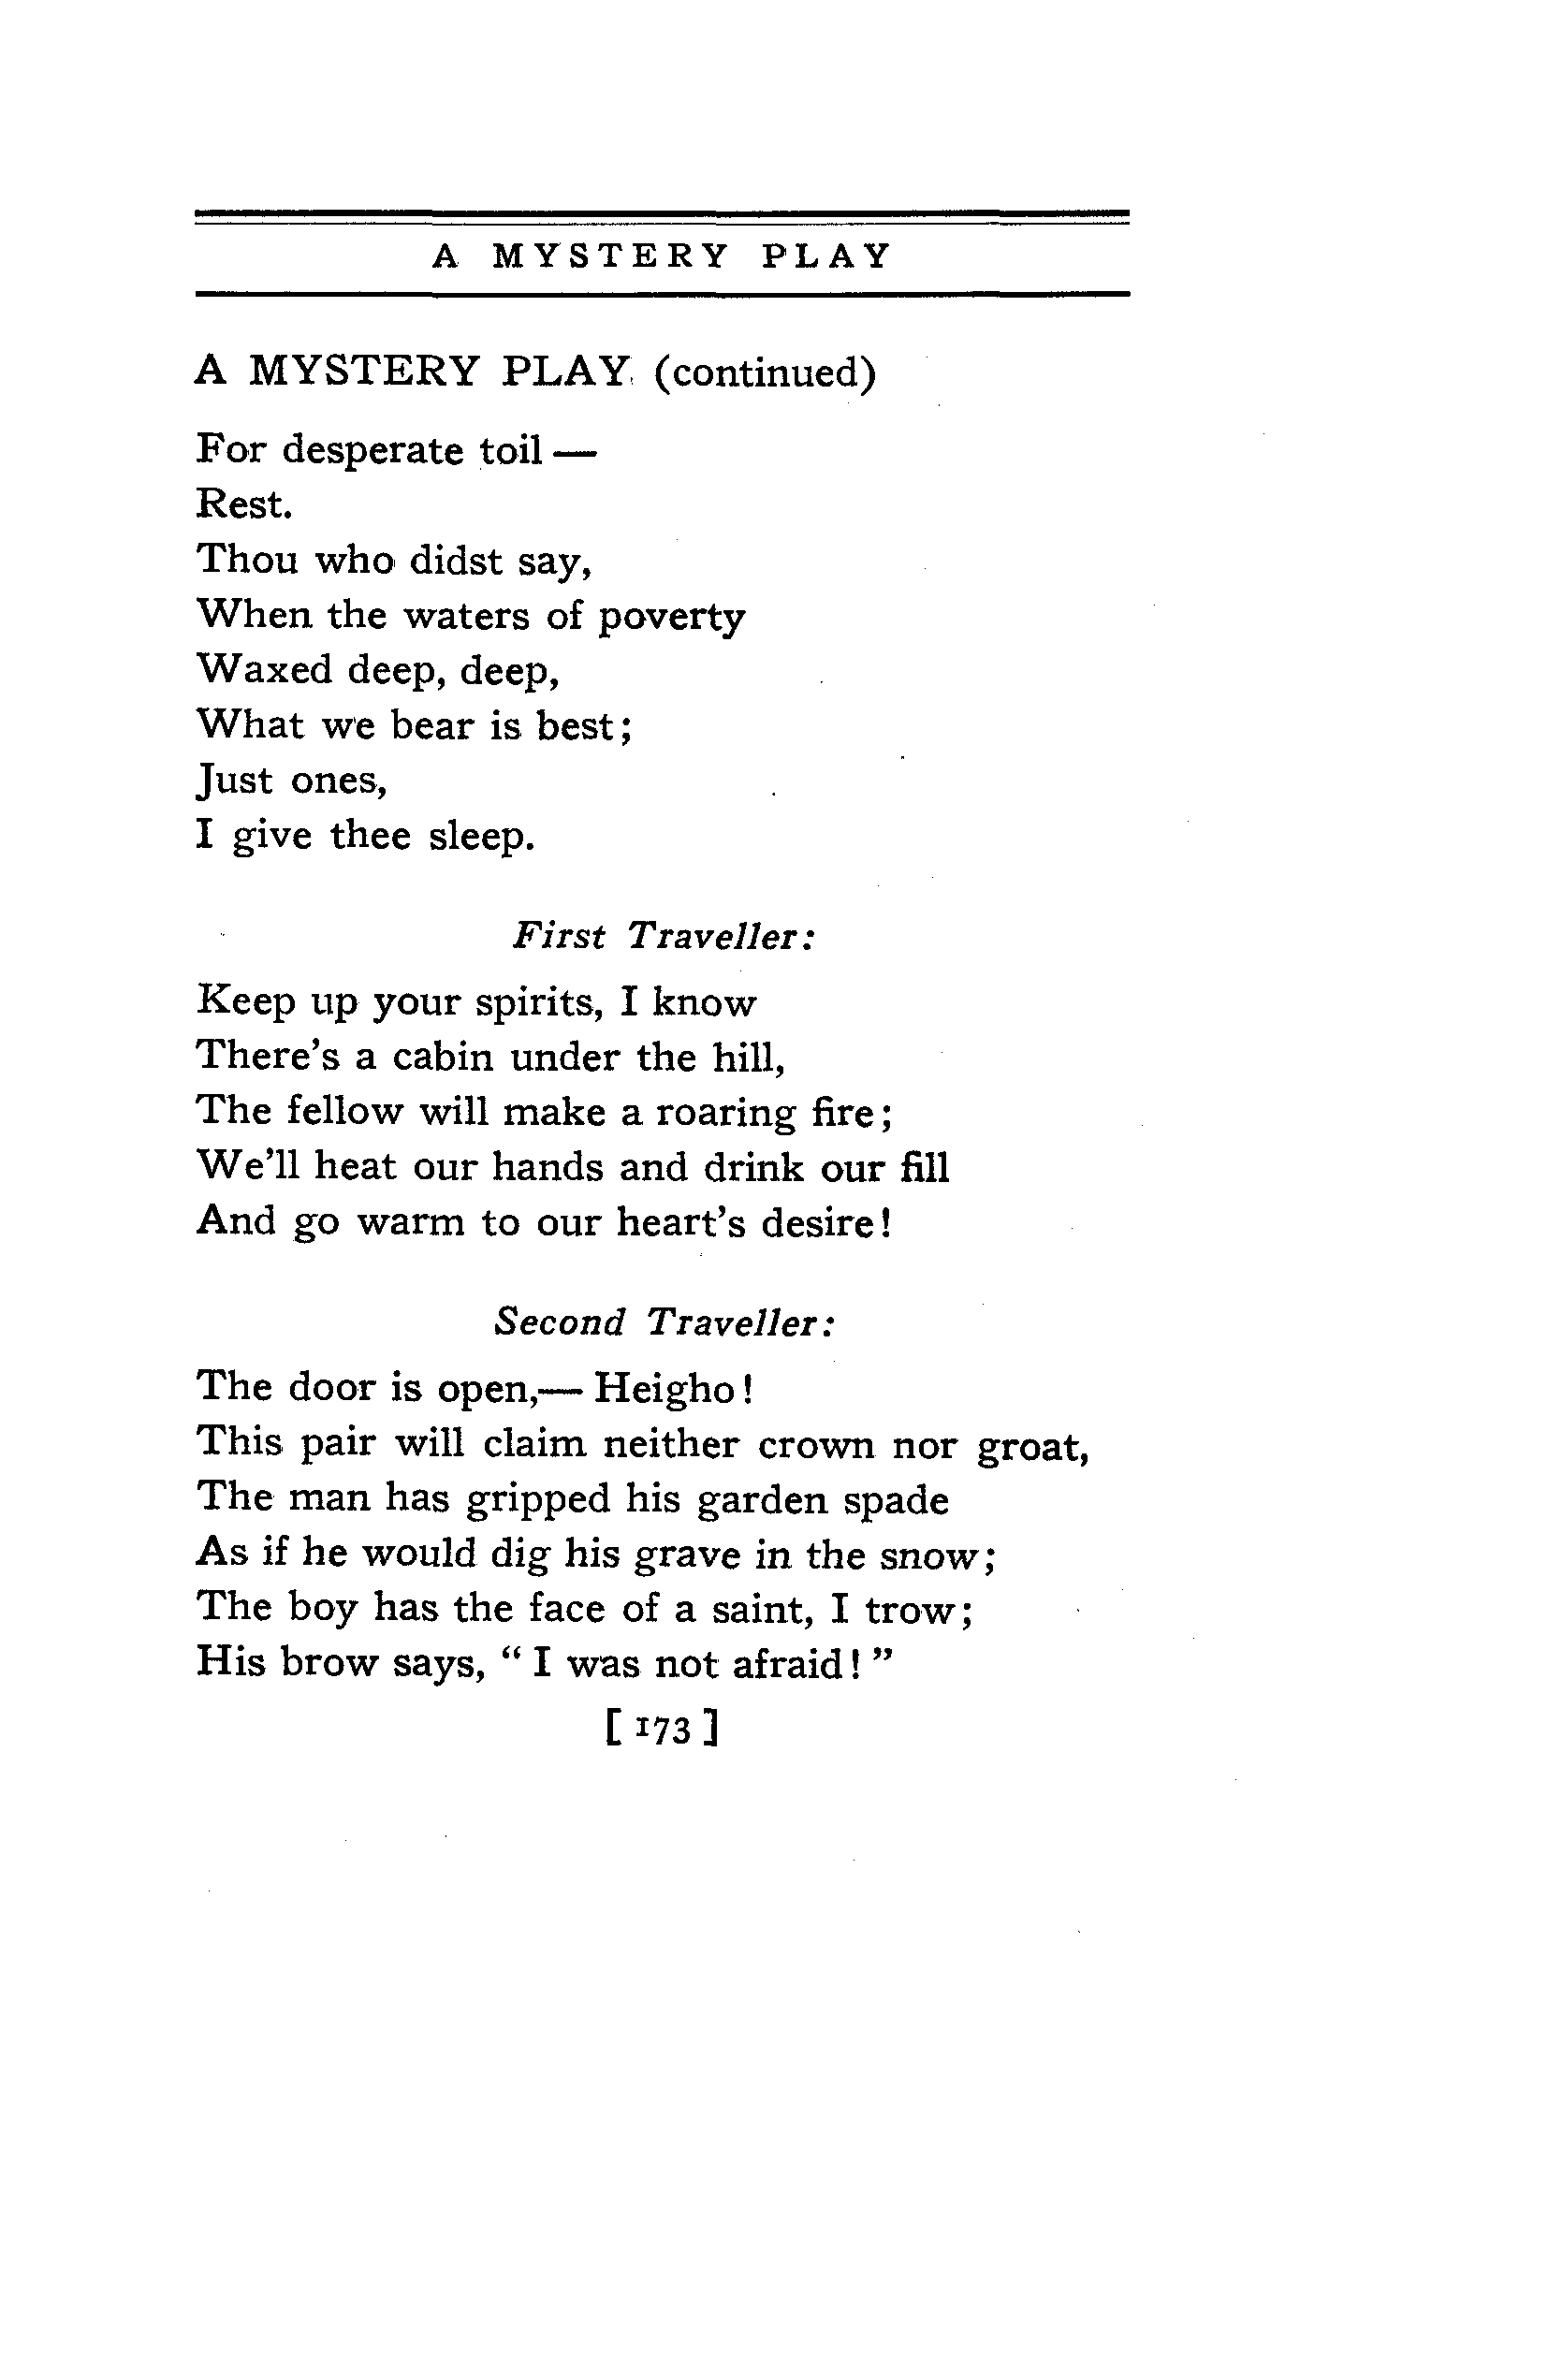 A MYSTERY PLAY
A MYSTERY PLAY (continued)
For desperate toil —
Rest.
Thou who didst say,
When the waters of poverty
Waxed deep, deep,
What we bear is best;
Just ones,
I give thee sleep.
First Traveller:
Keep up your spirits, I know
There's a cabin under the hill,
The fellow will make a roaring fire;
We'll heat our hands and drink our fill
And go warm to our heart's desire!
Second Traveller:
The door is open,— Heigho!
This pair will claim neither crown nor groat,
The man has gripped his garden spade
As if he would dig his grave in the snow;
The boy has the face of a saint, I trow;
His brow says, “ I was not afraid! ”
[ 173 ]